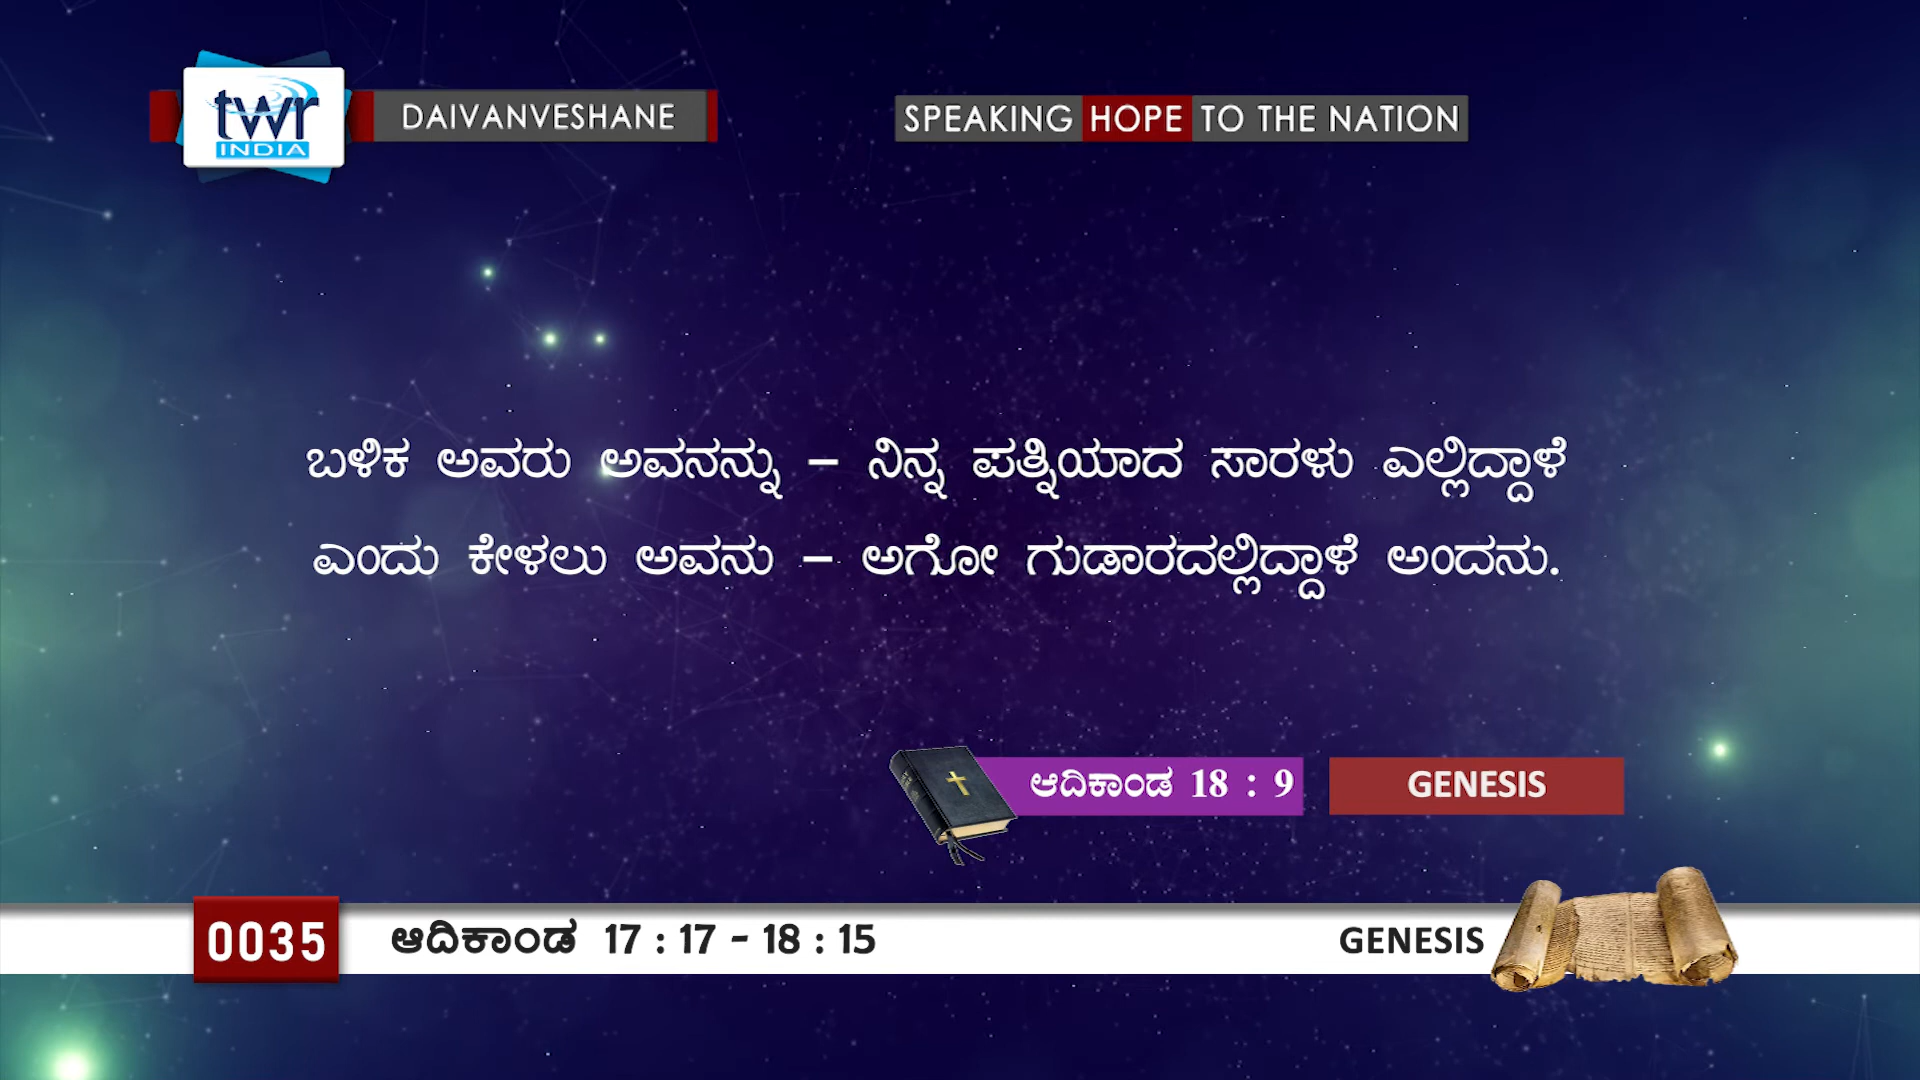 twr
INDIA
DAIVANVESHANE
SPEAKING HOPE TO THE NATION
ಬಳಿಕ ಅವರು ಅವನನ್ನು – ನಿನ್ನ ಪತ್ನಿಯಾದ ಸಾರಳು ಎಲ್ಲಿದ್ದಾಳೆ
ಎಂದು ಕೇಳಲು ಅವನು – ಅಗೋ ಗುಡಾರದಲ್ಲಿದ್ದಾಳೆ ಅಂದನು.
ಆದಿಕಾಂಡ 18 : 9
GENESIS
0035
ಆದಿಕಾಂಡ 17 : 17 - 18 : 15
GENESIS